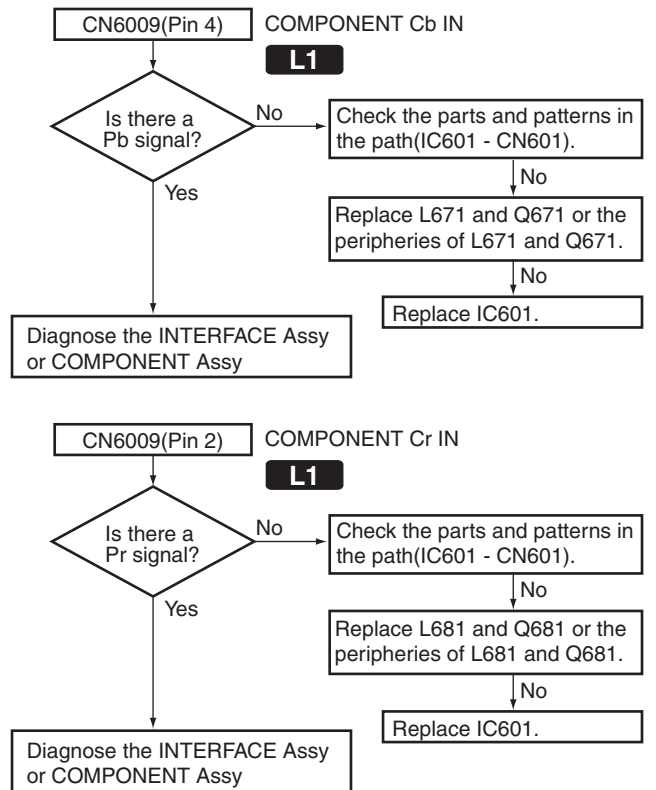 CN6009(Pin 4)
COMPONENT Cb IN
L1
Is there a
Pb signal?
No
Yes
Check the parts and patterns in
the path(IC601 - CN601).
No
Replace L671 and Q671 or the
peripheries of L671 and Q671.
No
Replace IC601.
Diagnose the INTERFACE Assy
or COMPONENT Assy
CN6009(Pin 2)
COMPONENT Cr IN
L1
Is there a
Pr signal?
No
Yes
Check the parts and patterns in
the path(IC601 - CN601).
No
Replace L681 and Q681 or the
peripheries of L681 and Q681.
No
Replace IC601.
Diagnose the INTERFACE Assy
or COMPONENT Assy